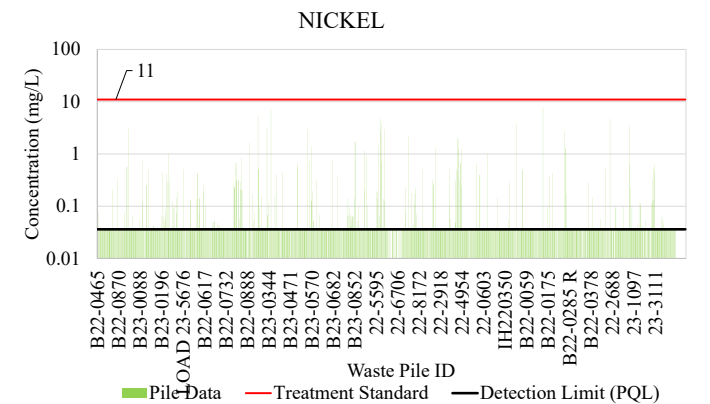 NICKEL
100
11
10
1
0.1
0.01
Concentration (mg/L)
B22-0465
B22-0870
B23-0088
B23-0196
LOAD 23-5676
B22-0617
B22-0732
B22-0888
B23-0344
B23-0471
B23-0570
B23-0682
B23-0852
22-5595
22-6706
22-8172
22-2918
22-4954
22-0603
IH220350
B22-0059
B22-0175
B22-0285 R
B22-0378
22-2688
23-1097
23-3111
Waste Pile ID
Pile Data
Treatment Standard
Detection Limit (PQL)